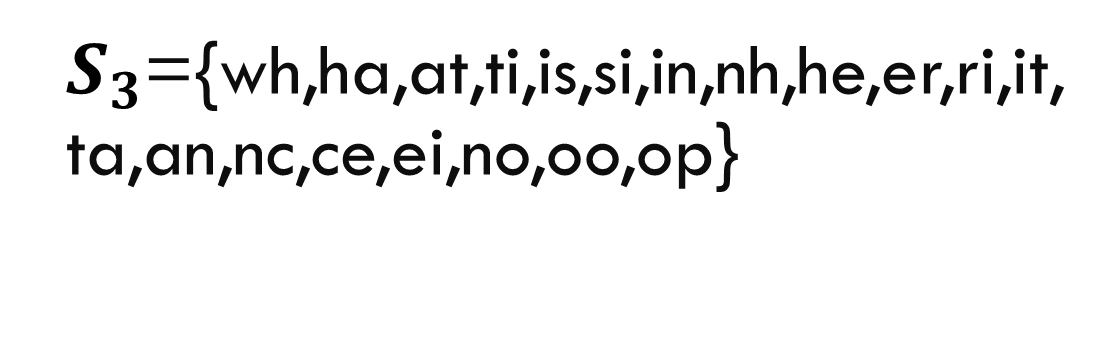 S₃={wh,ha,at,ti,is,si,in,nh,he,er,ri,it,
ta,an,nc,ce,ei,no,oo,op}